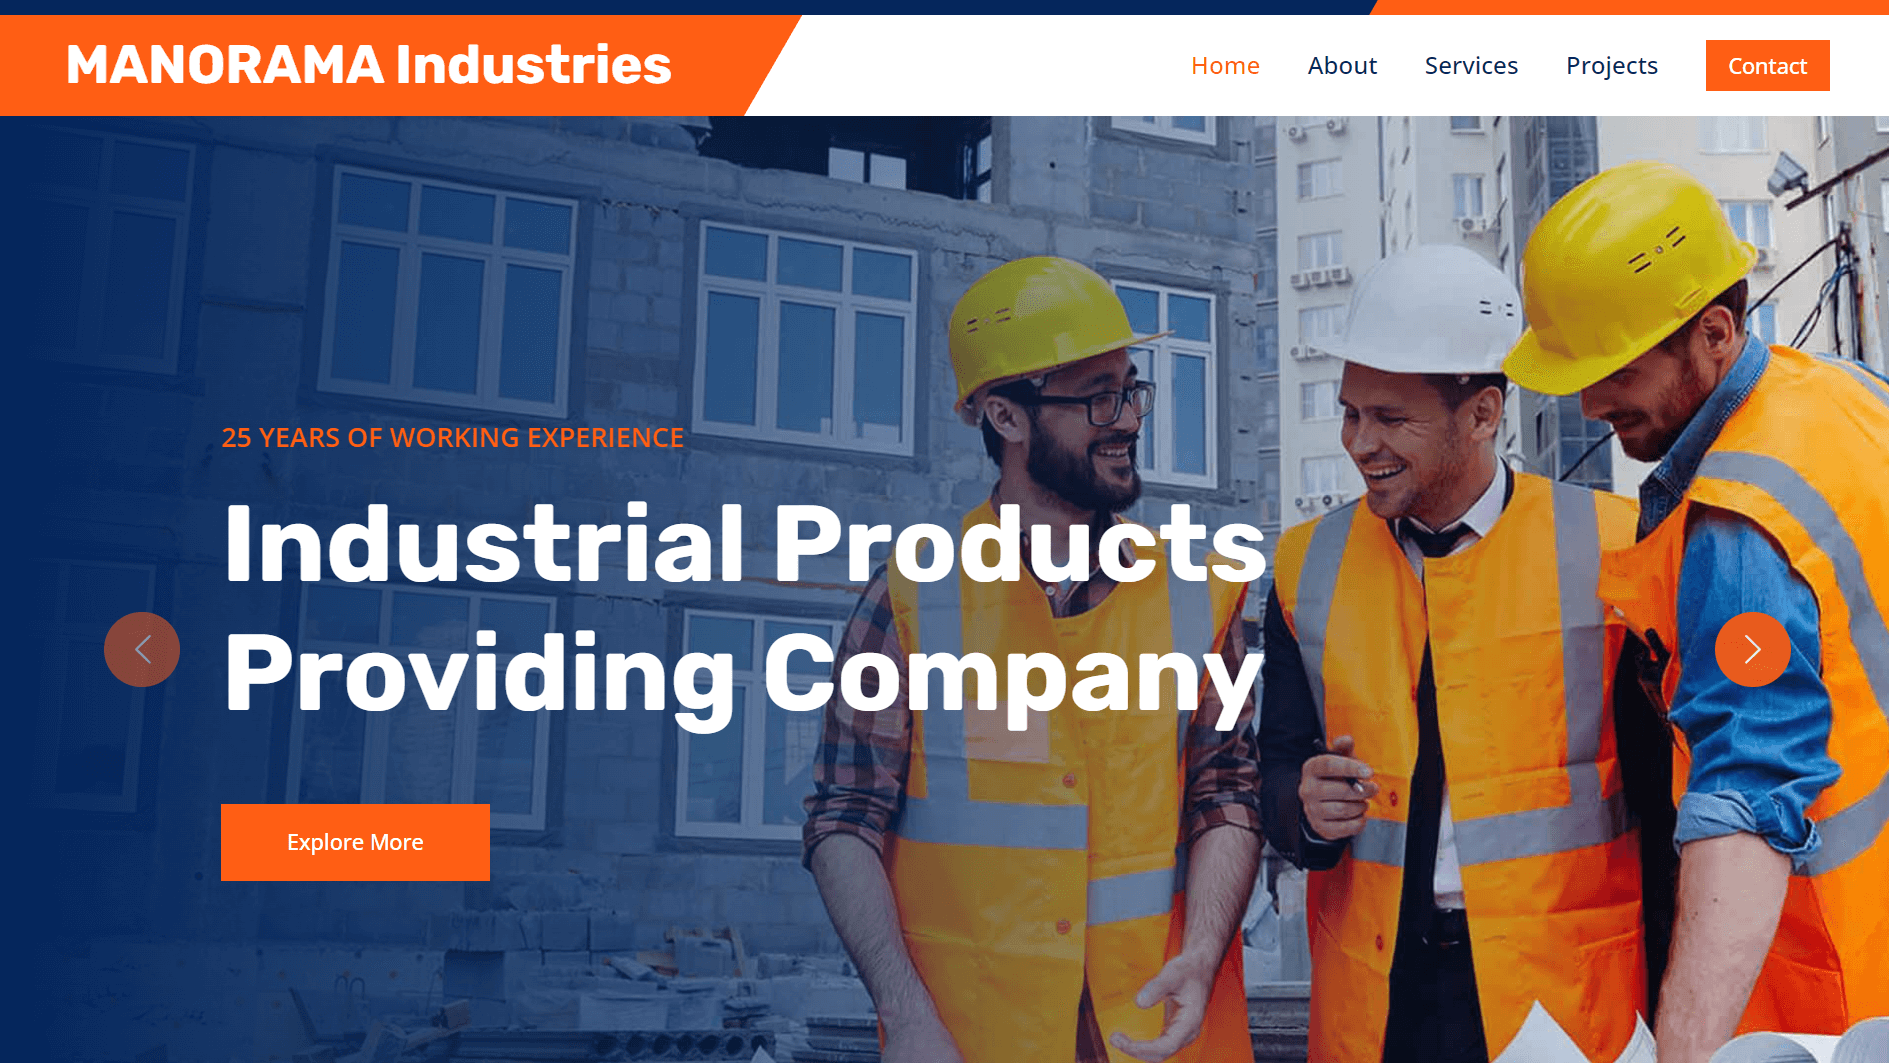 MANORAMA Industries
Home About Services Projects Contact
25 YEARS OF WORKING EXPERIENCE
Industrial Products
Providing Company
Explore More